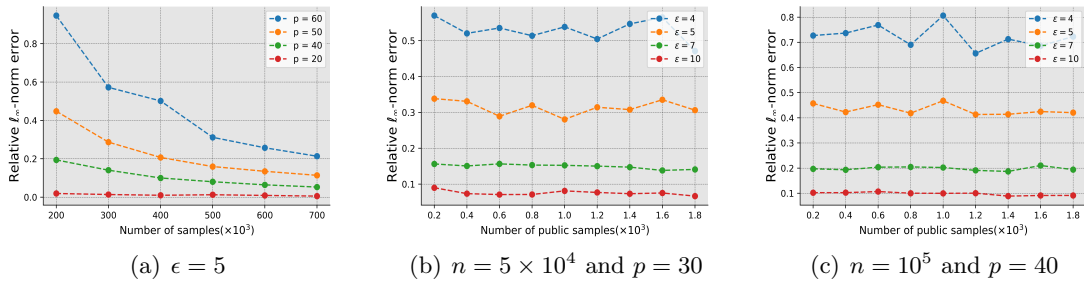 Relative ℓ∞-norm error
0.8
0.6
0.4
0.2
0.0
p = 60
p = 50
p = 40
p = 20
200
300
400
500
600
700
Number of samples(×10³)
(a) ϵ = 5
Relative ℓ∞-norm error
0.5
0.4
0.3
0.2
0.1
ε = 4
ε = 5
ε = 7
ε = 10
0.2
0.4
0.6
0.8
1.0
1.2
1.4
1.6
1.8
Number of public samples(×10³)
(b) n = 5 × 10⁴ and p = 30
Relative ℓ∞-norm error
0.8
0.7
0.6
0.5
0.4
0.3
0.2
0.1
ε = 4
ε = 5
ε = 7
ε = 10
0.2
0.4
0.6
0.8
1.0
1.2
1.4
1.6
1.8
Number of public samples(×10³)
(c) n = 10⁵ and p = 40